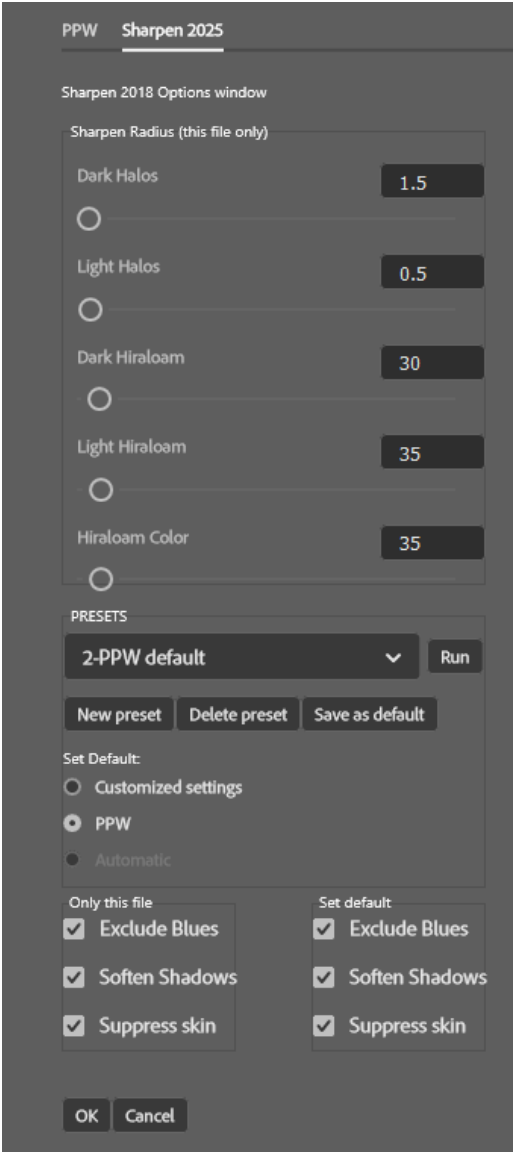 PPW Sharpen 2025
Sharpen 2018 Options window
Sharpen Radius (this file only)
Dark Halos 1.5
Light Halos 0.5
Dark Hiraloam 30
Light Hiraloam 35
Hiraloam Color 35
PRESETS
2-PPW default Run
New preset Delete preset Save as default
Set Default:
Customized settings
PPW
Automatic
Only this file Set default
Exclude Blues Exclude Blues
Soften Shadows Soften Shadows
Suppress skin Suppress skin
OK Cancel